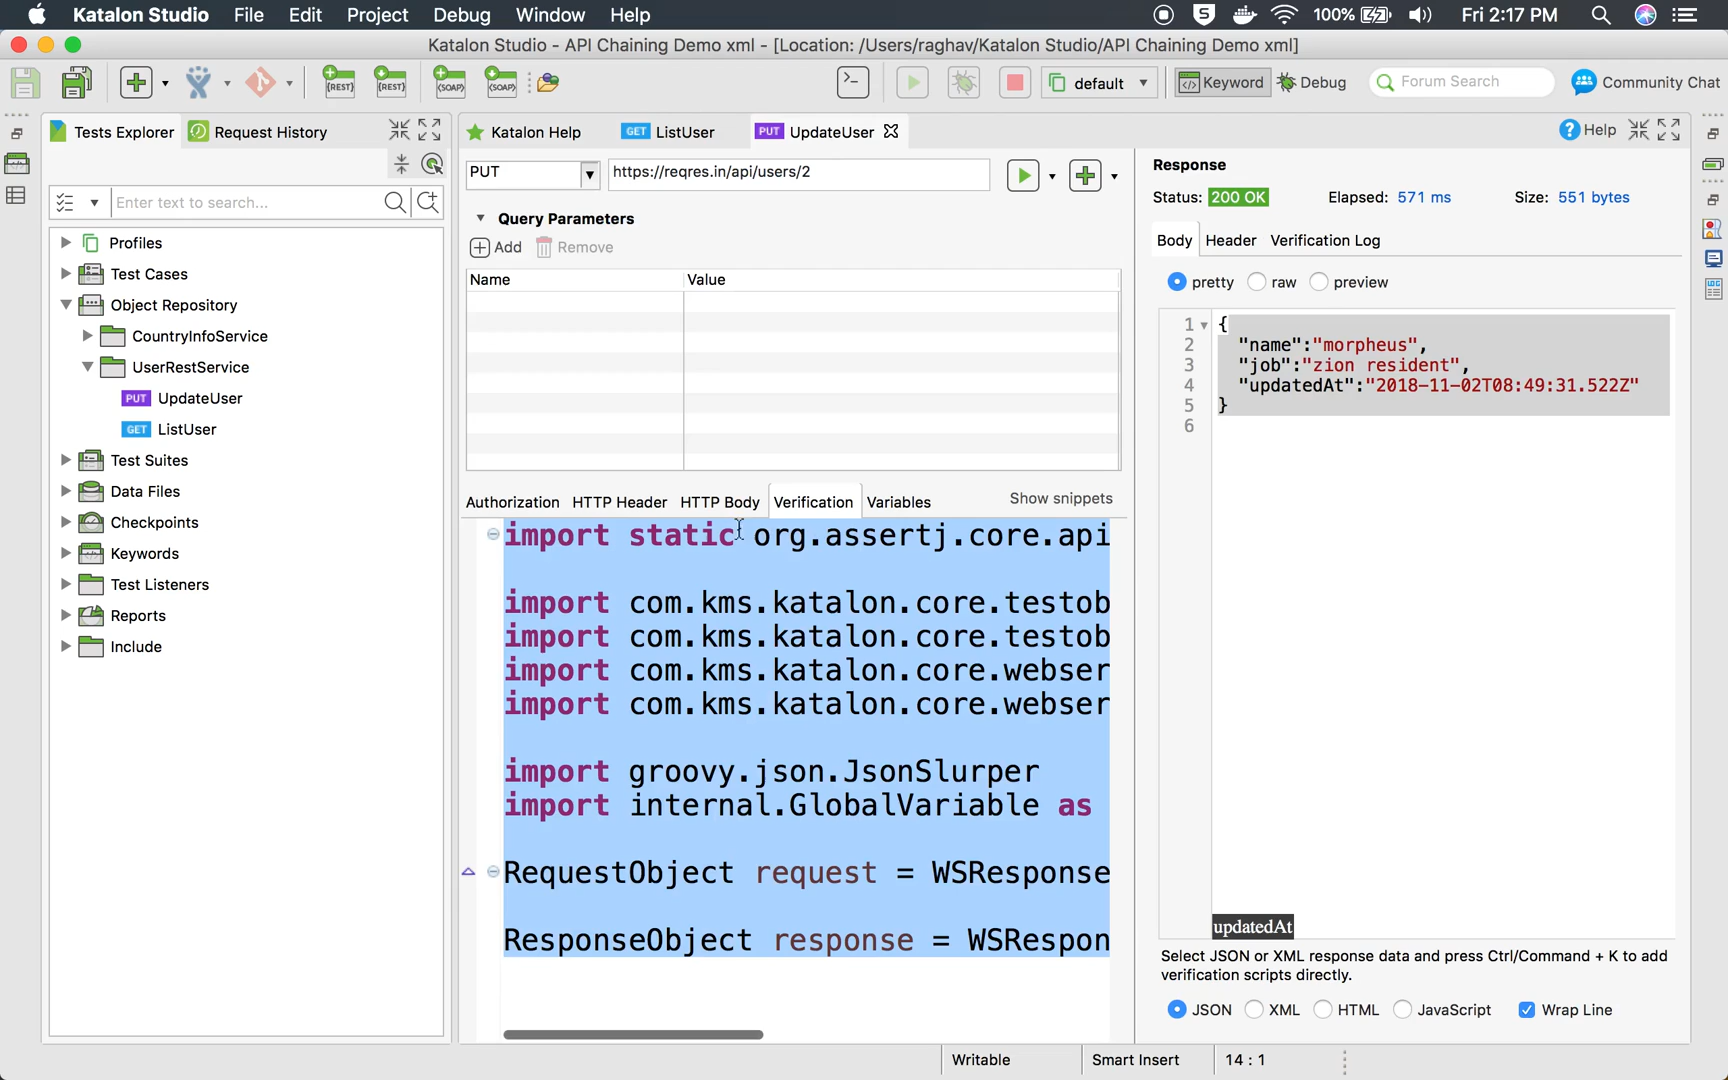 Katalon Studio File Edit Project Debug Window Help 100% Fri 2:17 PM
Katalon Studio - API Chaining Demo xml - [Location: /Users/raghav/Katalon Studio/API Chaining Demo xml]
{REST} {REST} {SOAP} {SOAP} default Keyword Debug Forum Search Community Chat
Tests Explorer Request History
Enter text to search...
Profiles
Test Cases
Object Repository
CountryInfoService
UserRestService
PUT UpdateUser
GET ListUser
Test Suites
Data Files
Checkpoints
Keywords
Test Listeners
Reports
Include
Katalon Help GET ListUser PUT UpdateUser Help
PUT https://reqres.in/api/users/2
Query Parameters
Add Remove
Name Value
Authorization HTTP Header HTTP Body Verification Variables Show snippets
import static org.assertj.core.api
import com.kms.katalon.core.testob
import com.kms.katalon.core.testob
import com.kms.katalon.core.webser
import com.kms.katalon.core.webser
import groovy.json.JsonSlurper
import internal.GlobalVariable as
RequestObject request = WSResponse
ResponseObject response = WSRespon
Response
Status: 200 OK Elapsed: 571 ms Size: 551 bytes
Body Header Verification Log
pretty raw preview
1 {
2 "name":"morpheus",
3 "job":"zion resident",
4 "updatedAt":"2018-11-02T08:49:31.522Z"
5 }
6
updatedAt
Select JSON or XML response data and press Ctrl/Command + K to add
verification scripts directly.
JSON XML HTML JavaScript Wrap Line
Writable Smart Insert 14 : 1